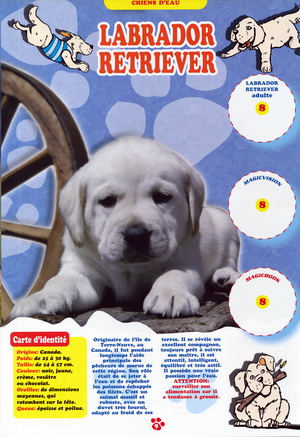 CHIENS D'EAU
LABRADOR
RETRIEVER
LABRADOR
RETRIEVER
adulte
8
MAGICVISION
8
MAGICBOOK
8
Carte d'identité
Origine: Canada.
Poids: de 25 à 30 kg.
Taille: de 54 à 57 cm.
Couleur: noir, jaune,
crème, rosâtre
ou chocolat.
Oreilles: de dimensions
moyennes, qui
retombent sur la tête.
Queue: épaisse et poilue.
Originaire de l'île de
Terre-Neuve, au
Canada, il fut pendant
longtemps l'aide
principale des
pêcheurs de morue de
cette région. Son rôle
était de se jeter à
l'eau et de repêcher
les poissons échappés
des filets. C'est un
animal massif et
robuste, avec un
duvet très fourni,
adapté au froid de ces
terres. Il se révèle un
excellent compagnon,
toujours prêt à suivre
son maître, il est
attentif, intelligent,
équilibré et très actif.
Il possède une vraie
passion pour l'eau.
ATTENTION:
surveiller son
alimentation car il
a tendance à grossir.
9